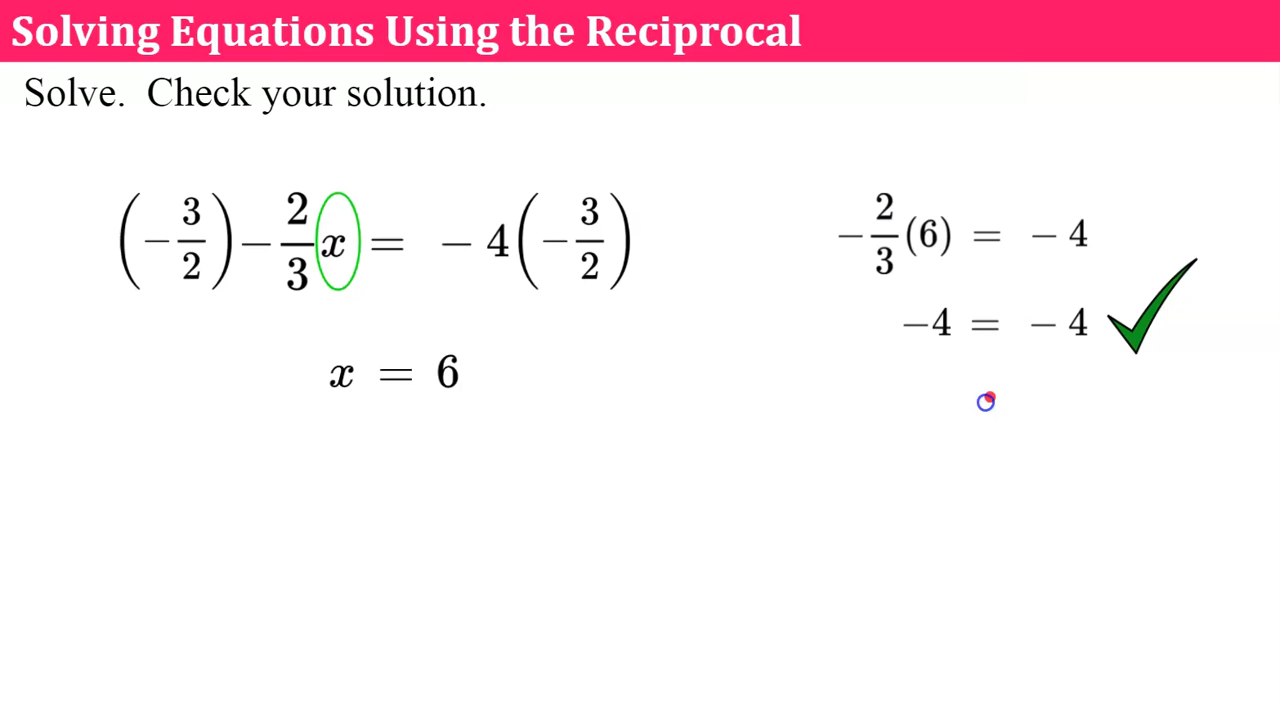 Solving Equations Using the Reciprocal
Solve. Check your solution.
(−3/2)−2/3x = −4(−3/2)
x = 6
−2/3(6) = −4
−4 = −4